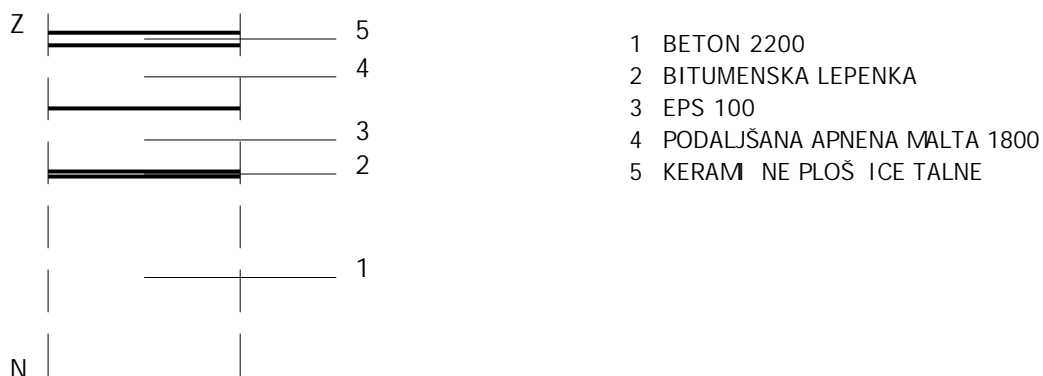 Z
5
4
3
2
1
N
1 BETON 2200
2 BITUMENSKA LEPENKA
3 EPS 100
4 PODALJŠANA APNENA MALTA 1800
5 KERAMI NE PLOŠ ICE TALNE